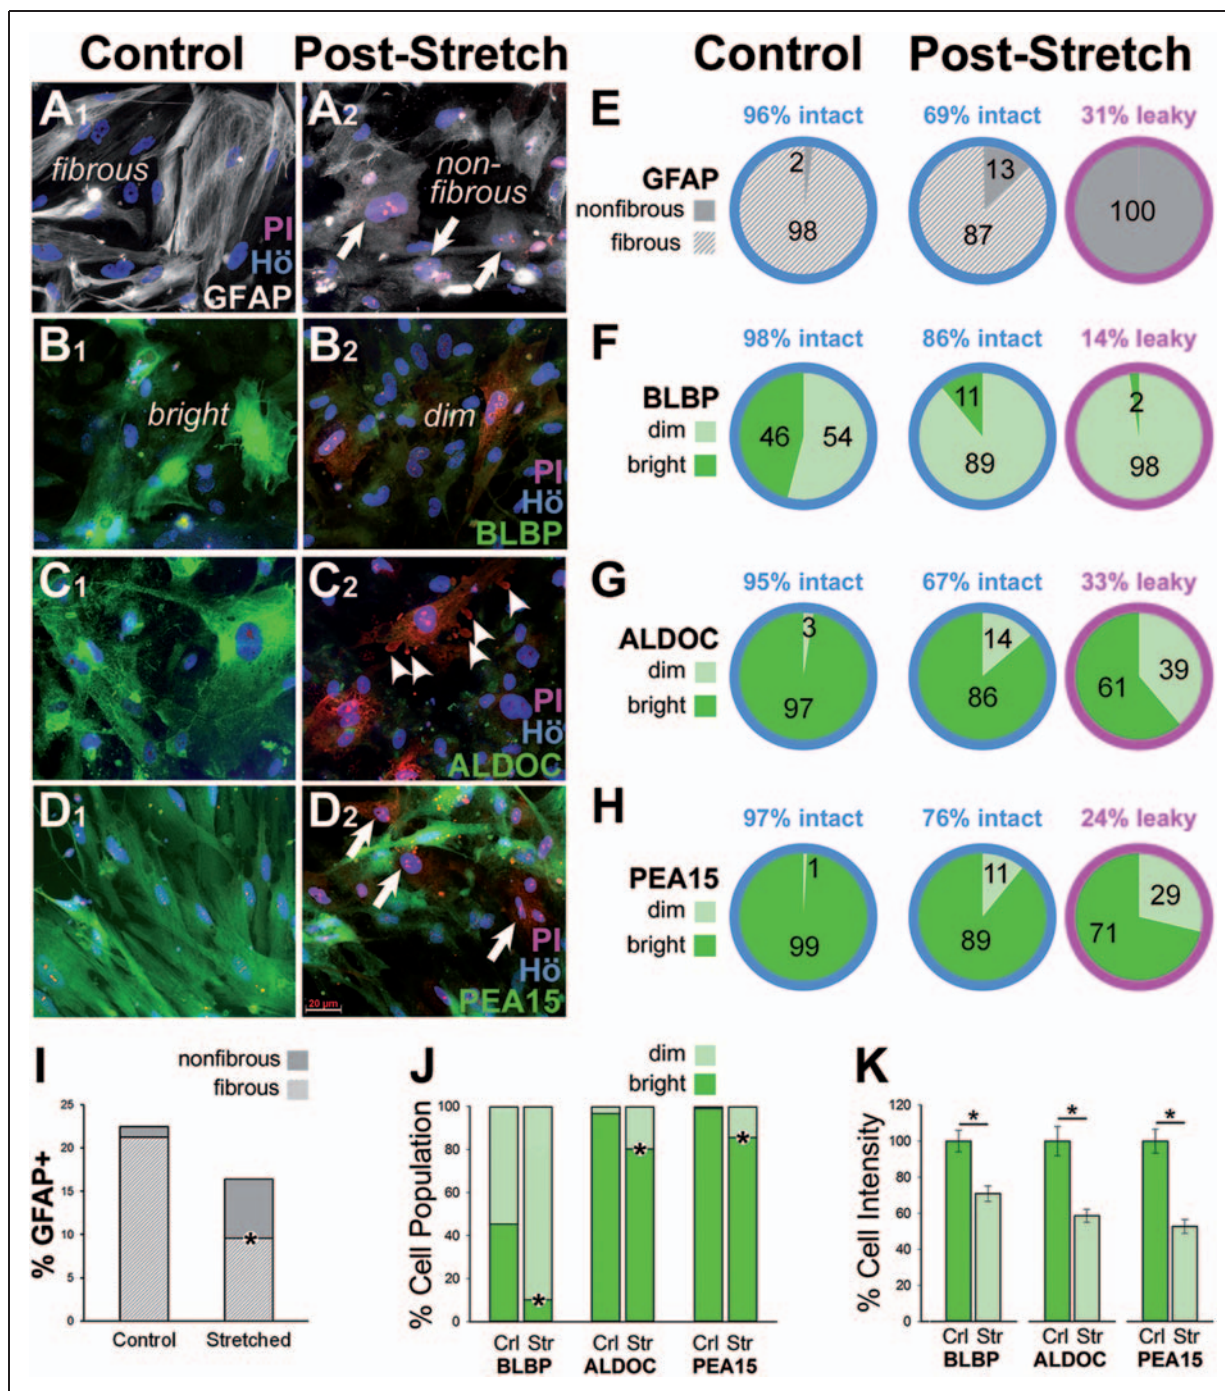 Control Post-Stretch Control Post-Stretch
A1
fibrous
PI
Hö
GFAP
A2
non-
fibrous
B1
bright
B2
dim
PI
Hö
BLBP
C1
C2
PI
Hö
ALDOC
D1
D2
PI
Hö
PEA15
20 µm
E
96% intact 69% intact 31% leaky
GFAP
nonfibrous
fibrous
2
98
13
87
100
F
98% intact 86% intact 14% leaky
BLBP
dim
bright
46 54
11
89
2
98
G
95% intact 67% intact 33% leaky
ALDOC
dim
bright
3
97
14
86
39
61
H
97% intact 76% intact 24% leaky
PEA15
dim
bright
1
99
11
89
29
71
I
nonfibrous
fibrous
% GFAP+
25
20
15
10
5
0
*
Control Stretched
J
dim
bright
% Cell Population
100
80
60
40
20
0
* * *
Crl Str Crl Str Crl Str
BLBP ALDOC PEA15
K
% Cell Intensity
120
100
80
60
40
20
0
* * *
Crl Str Crl Str Crl Str
BLBP ALDOC PEA15